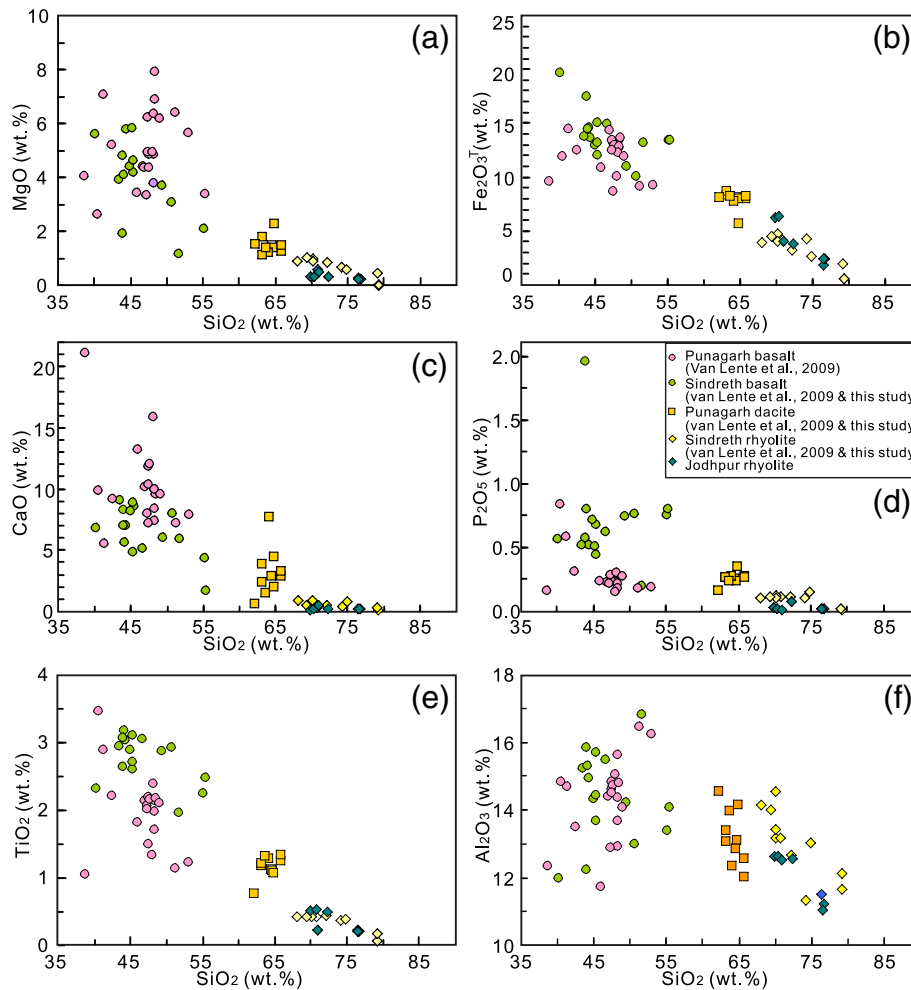 10
(a)
8
6
4
2
0
MgO (wt.%)
35 45 55 65 75 85
SiO2 (wt.%)
25
(b)
20
15
10
5
0
Fe2O3T(wt.%)
35 45 55 65 75 85
SiO2 (wt.%)
20
(c)
15
10
5
0
CaO (wt.%)
35 45 55 65 75 85
SiO2 (wt.%)
2.0
1.5
1.0
0.5
0.0
P2O5 (wt.%)
Punagarh basalt
(Van Lente et al., 2009)
Sindreth basalt
(van Lente et al., 2009 & this study)
Punagarh dacite
(van Lente et al., 2009 & this study)
Sindreth rhyolite
(van Lente et al., 2009 & this study)
Jodhpur rhyolite
(d)
35 45 55 65 75 85
SiO2 (wt.%)
4
(e)
3
2
1
0
TiO2 (wt.%)
35 45 55 65 75 85
SiO2 (wt.%)
18
(f)
16
14
12
10
Al2O3 (wt.%)
35 45 55 65 75 85
SiO2 (wt.%)